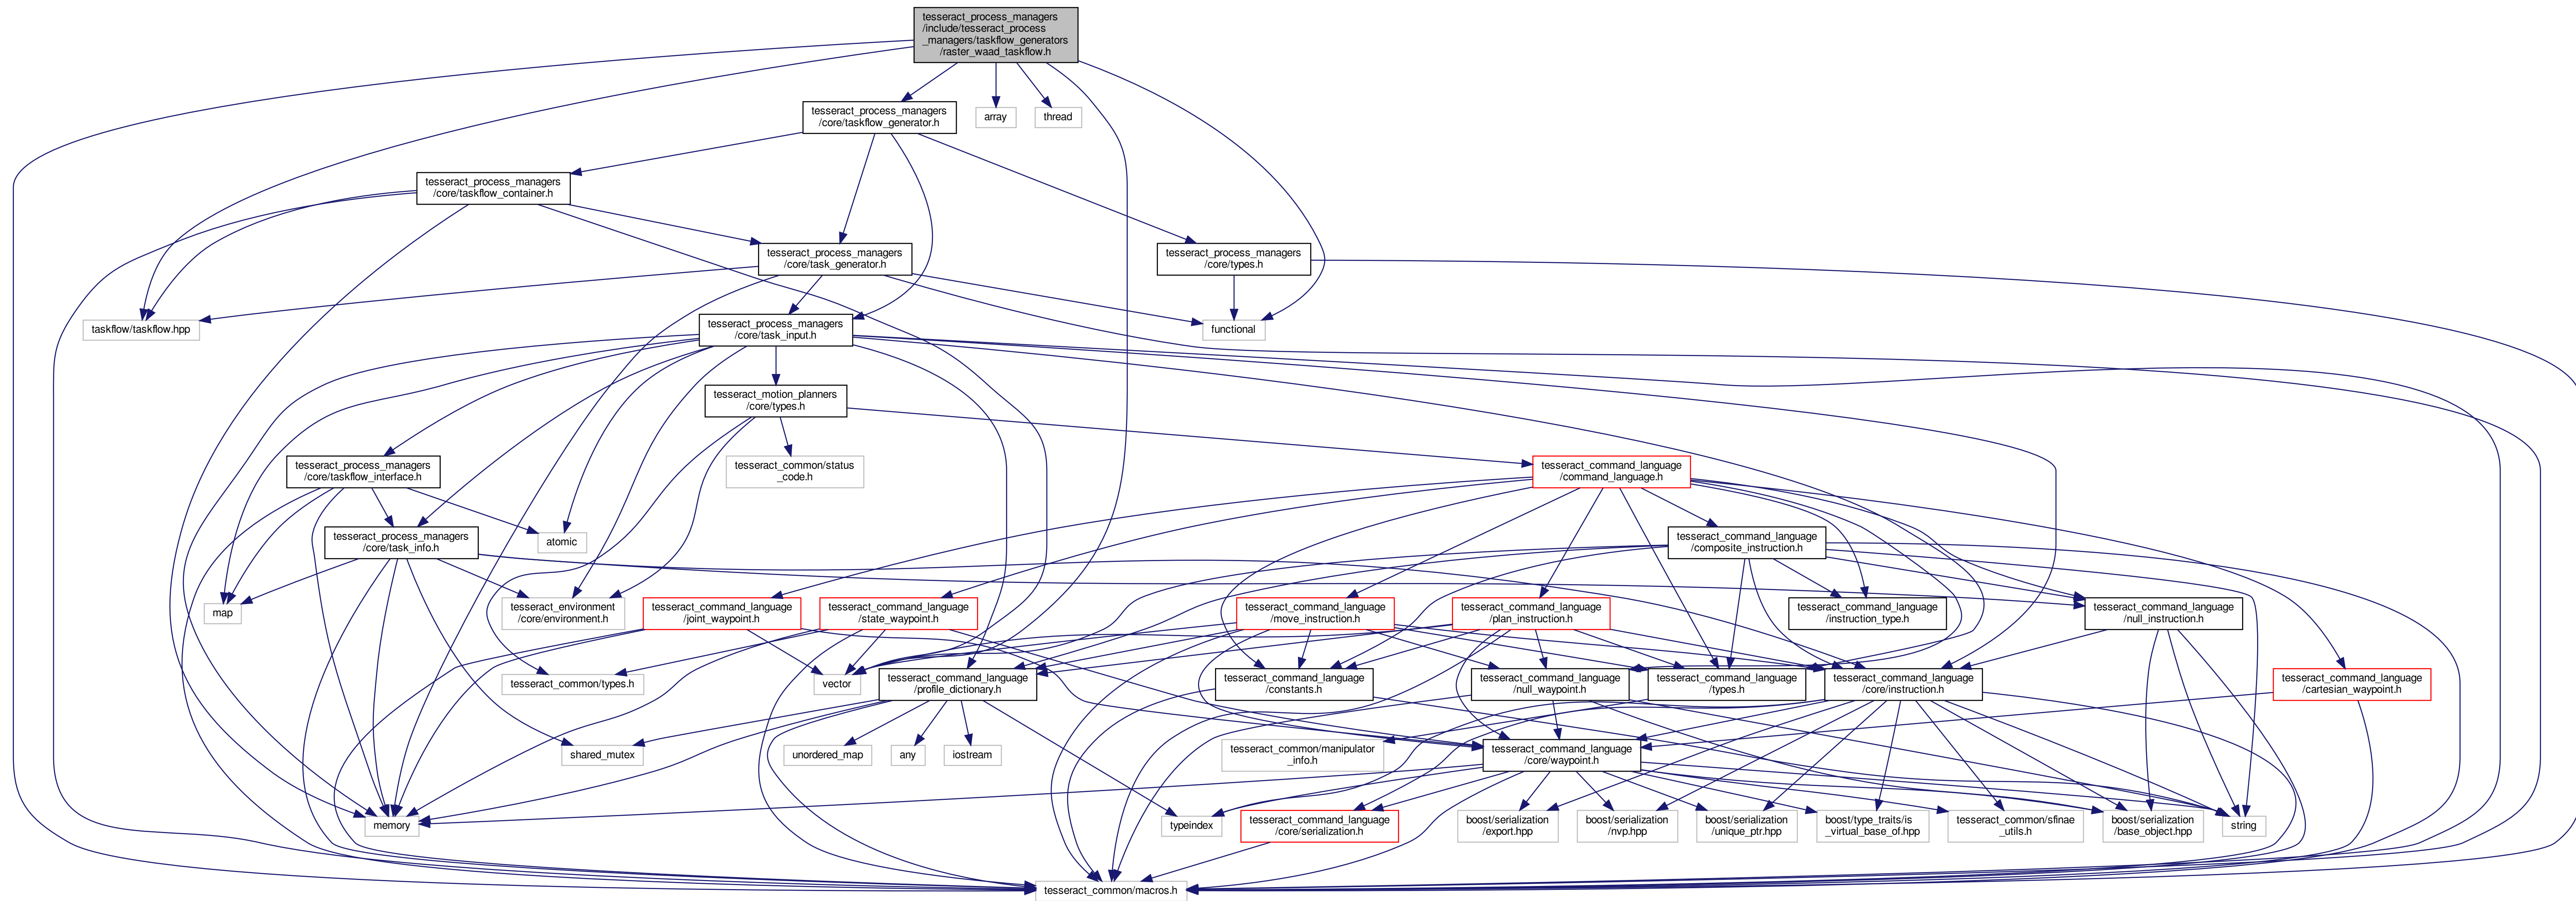 tesseract_process_managers
/include/tesseract_process
_managers/taskflow_generators
/raster_waad_taskflow.h
tesseract_process_managers
/core/taskflow_generator.h
array
thread
tesseract_process_managers
/core/taskflow_container.h
tesseract_process_managers
/core/task_generator.h
tesseract_process_managers
/core/types.h
taskflow/taskflow.hpp
tesseract_process_managers
/core/task_input.h
functional
tesseract_motion_planners
/core/types.h
tesseract_process_managers
/core/taskflow_interface.h
tesseract_common/status
_code.h
tesseract_command_language
/command_language.h
tesseract_process_managers
/core/task_info.h
atomic
tesseract_command_language
/composite_instruction.h
map
tesseract_environment
/core/environment.h
tesseract_command_language
/joint_waypoint.h
tesseract_command_language
/state_waypoint.h
tesseract_command_language
/move_instruction.h
tesseract_command_language
/plan_instruction.h
tesseract_command_language
/instruction_type.h
tesseract_command_language
/null_instruction.h
tesseract_common/types.h
vector
tesseract_command_language
/profile_dictionary.h
tesseract_command_language
/constants.h
tesseract_command_language
/null_waypoint.h
tesseract_command_language
/types.h
tesseract_command_language
/core/instruction.h
tesseract_command_language
/cartesian_waypoint.h
shared_mutex
unordered_map
any
iostream
tesseract_common/manipulator
_info.h
tesseract_command_language
/core/waypoint.h
memory
typeindex
tesseract_command_language
/core/serialization.h
boost/serialization
/export.hpp
boost/serialization
/nvp.hpp
boost/serialization
/unique_ptr.hpp
boost/type_traits/is
_virtual_base_of.hpp
tesseract_common/sfinae
_utils.h
boost/serialization
/base_object.hpp
string
tesseract_common/macros.h